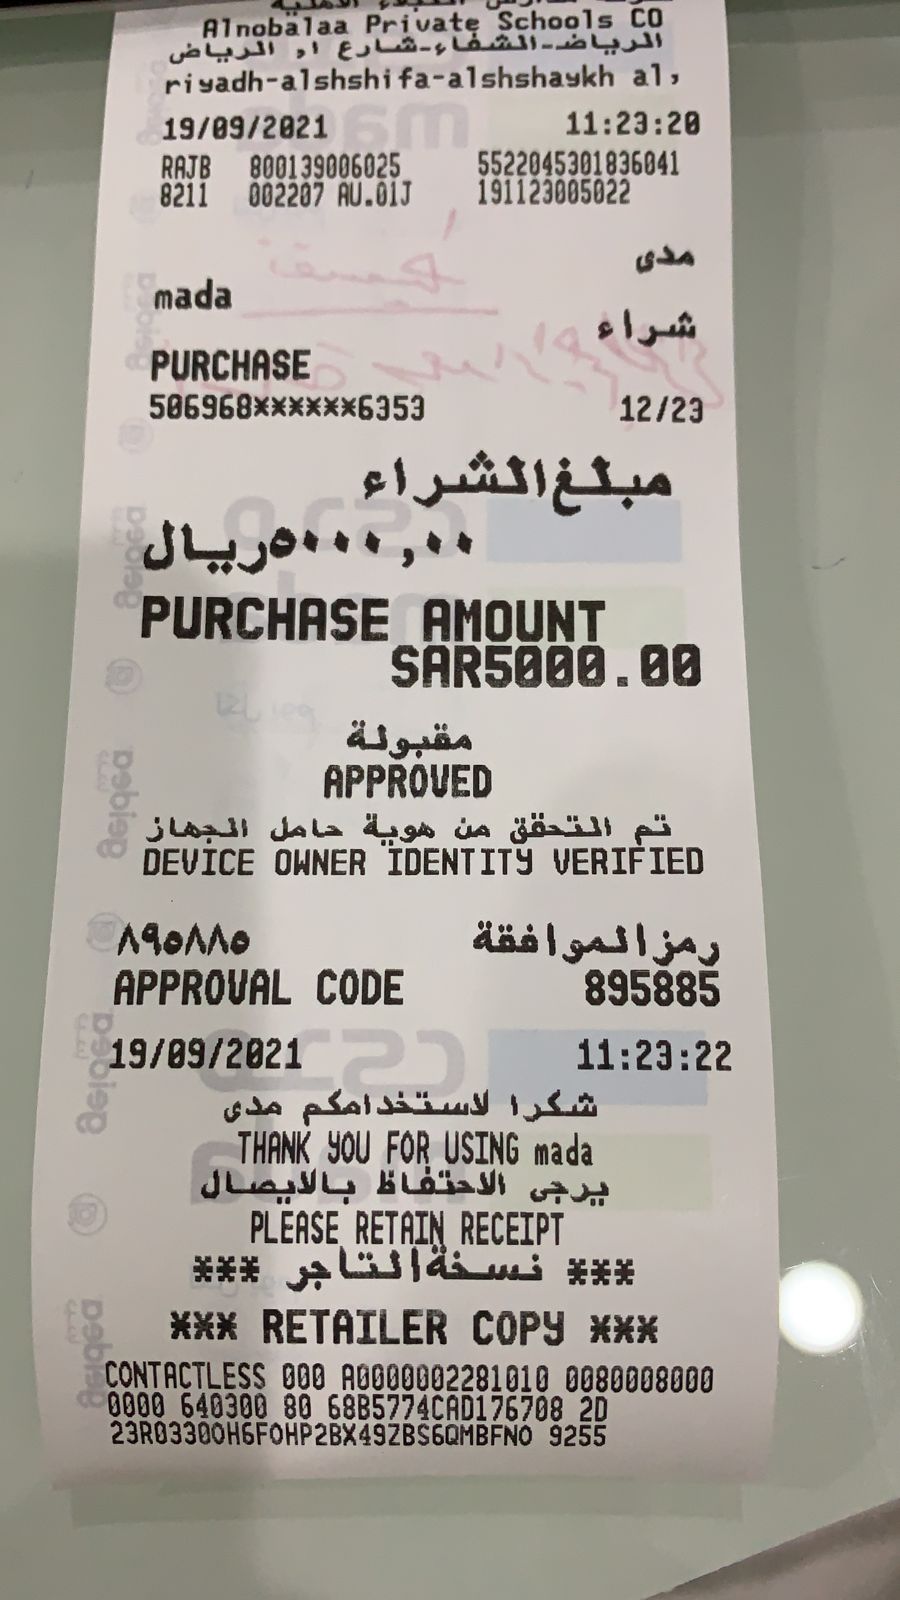 Alnobalaa Private Schools CO
الرياض-الشفاء-شارع ا, الرياض
riyadh-alshshifa-alshshaykh al,
19/09/2021 11:23:20
RAJB 800139006025 5522045301836041
8211 002207 AU.01J 191123005022
مدى
mada
شراء
PURCHASE
506968******6353 12/23
مبلغ الشراء
٥٠٠٠,٠٠ ريال
PURCHASE AMOUNT
SAR5000.00
مقبولة
APPROVED
تم التحقق من هوية حامل الجهاز
DEVICE OWNER IDENTITY VERIFIED
رمز الموافقة ٨٩٥٨٨٥
APPROVAL CODE 895885
19/09/2021 11:23:22
شكرا لاستخدامكم مدى
THANK YOU FOR USING mada
يرجى الاحتفاظ بالايصال
PLEASE RETAIN RECEIPT
*** نسخة التاجر ***
*** RETAILER COPY ***
CONTACTLESS 000 A0000002281010 0080008000
0000 640300 80 68B5774CAD176708 2D
23R03300H6FOHP2BX49ZBS6QMBFNO 9255